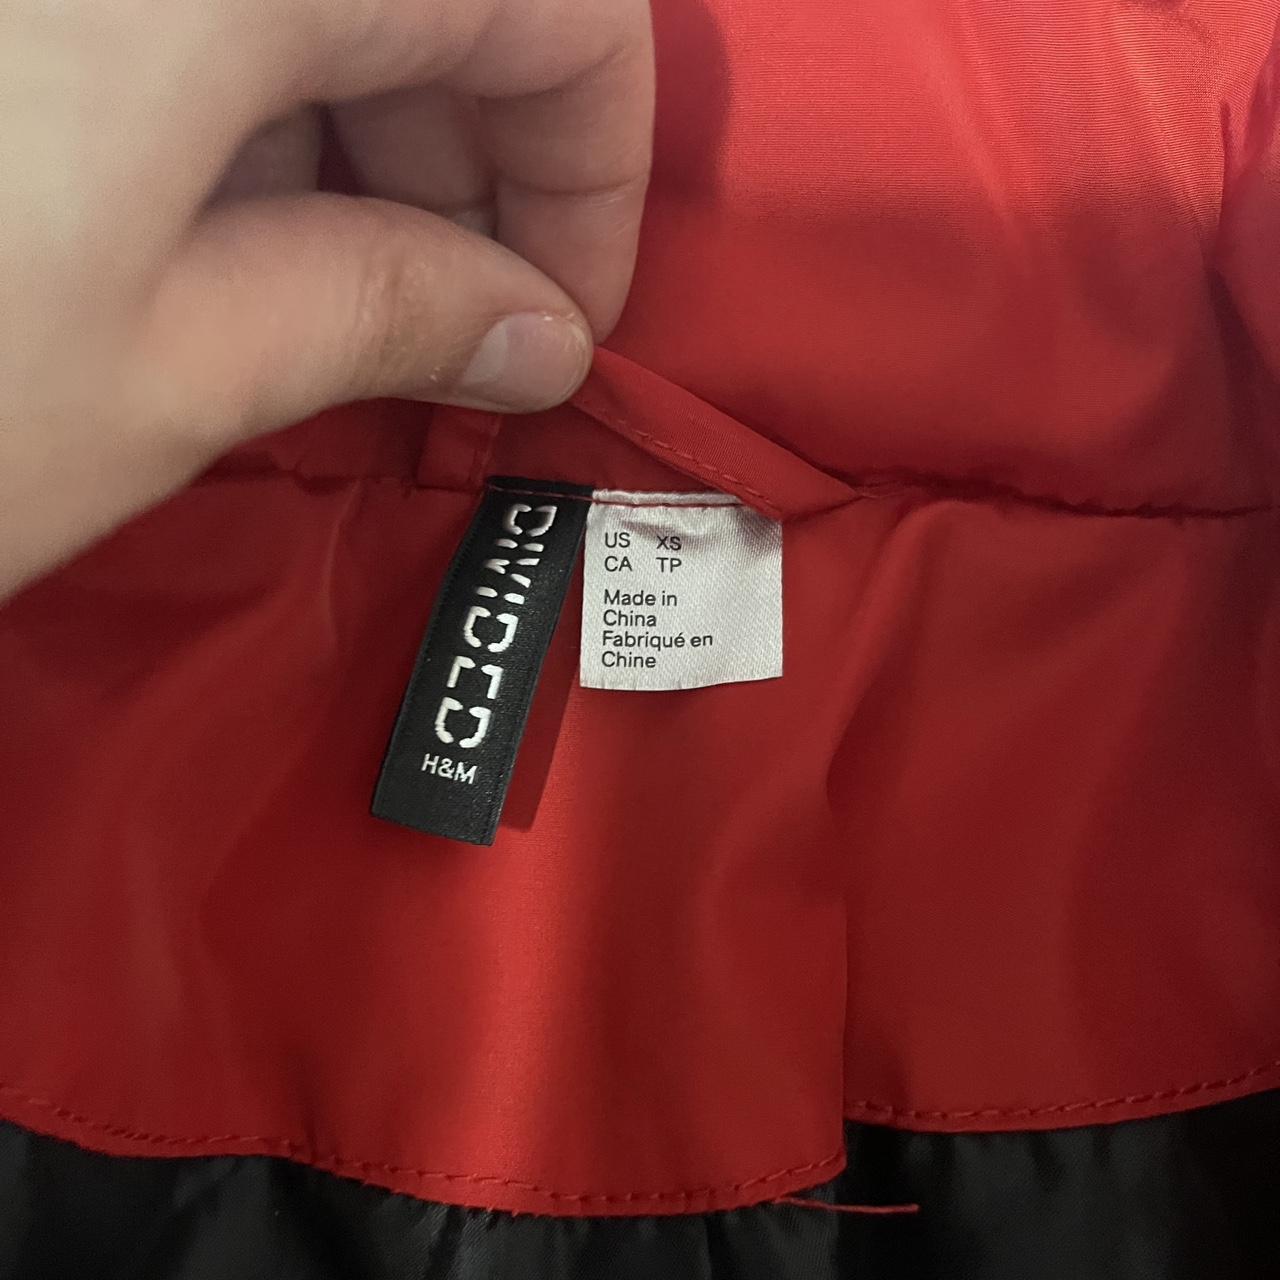 DIVIDED
H&M
US XS
CA TP
Made in
China
Fabriqué en
Chine